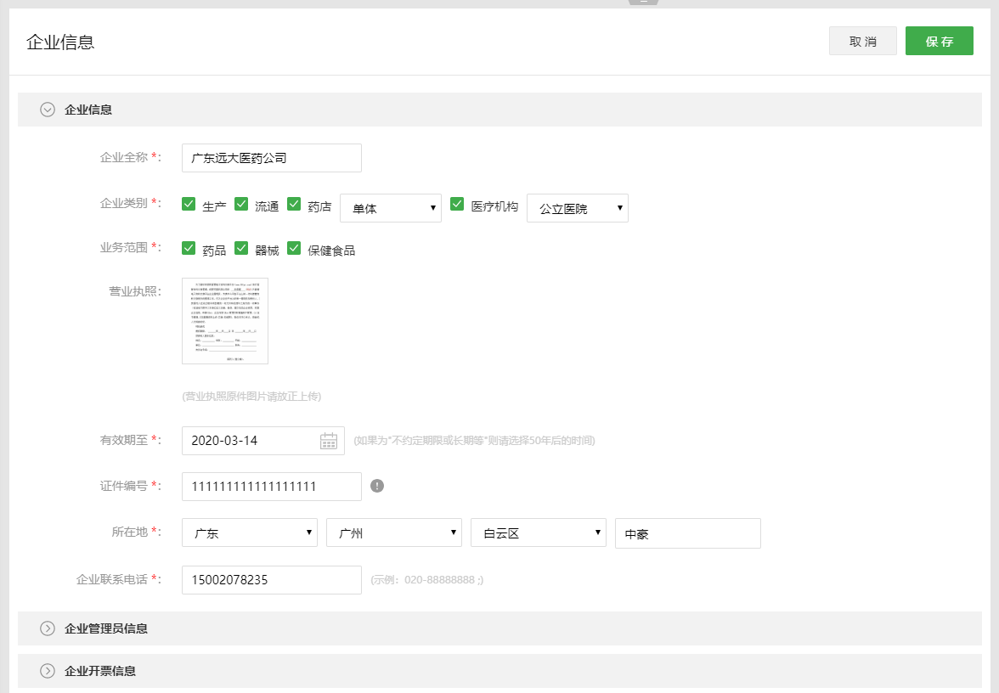 企业信息
取 消
保 存
企业信息
企业全称 *:
广东远大医药公司
企业类别 *:
生产
流通
药店
单体
医疗机构
公立医院
业务范围 *:
药品
器械
保健食品
营业执照:
(营业执照原件图片请放正上传)
有效期至 *:
2020-03-14
(如果为"不约定期限或长期等"则请选择50年后的时间)
证件编号 *:
111111111111111111
所在地 *:
广东
广州
白云区
中豪
企业联系电话 *:
15002078235
(示例：020-88888888 ;)
企业管理员信息
企业开票信息